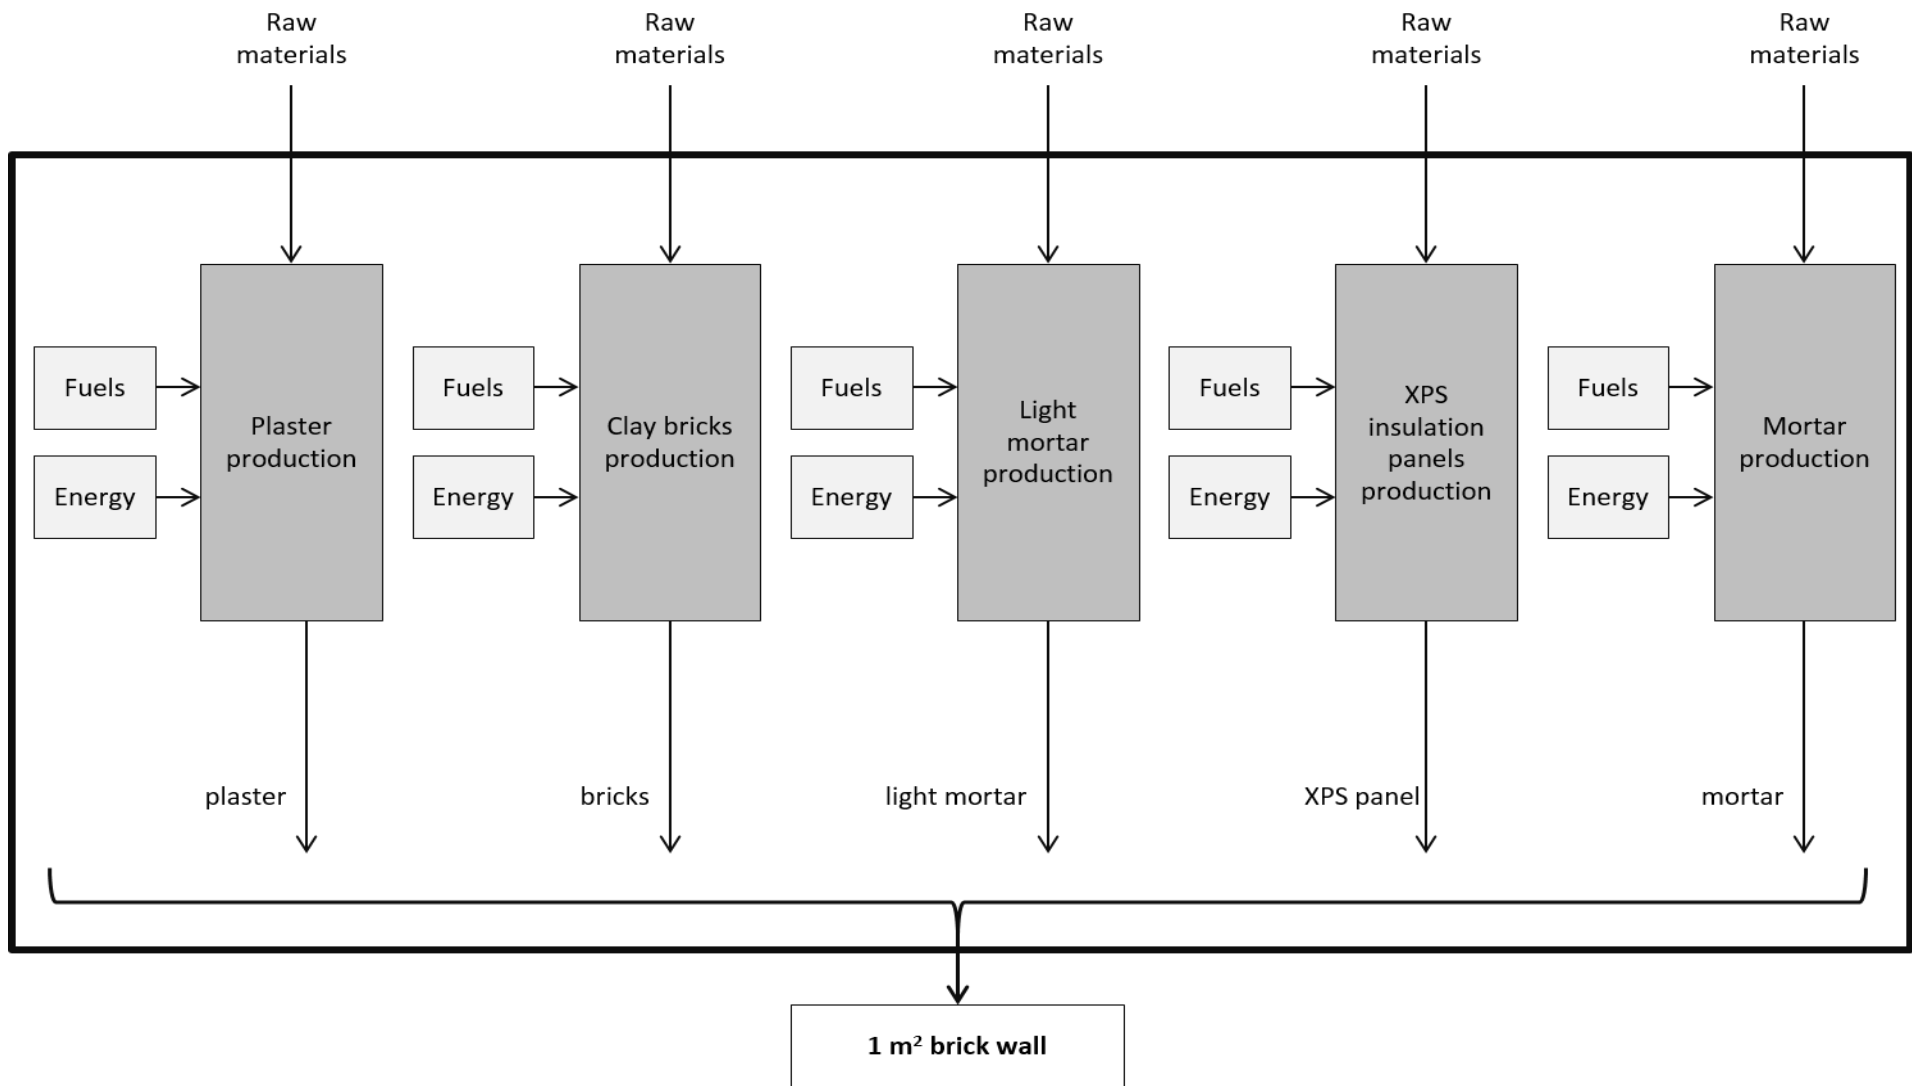 Raw
materials
Raw
materials
Raw
materials
Raw
materials
Raw
materials
Fuels
Energy
Plaster
production
Fuels
Energy
Clay bricks
production
Fuels
Energy
Light
mortar
production
Fuels
Energy
XPS
insulation
panels
production
Fuels
Energy
Mortar
production
plaster
bricks
light mortar
XPS panel
mortar
1 m² brick wall